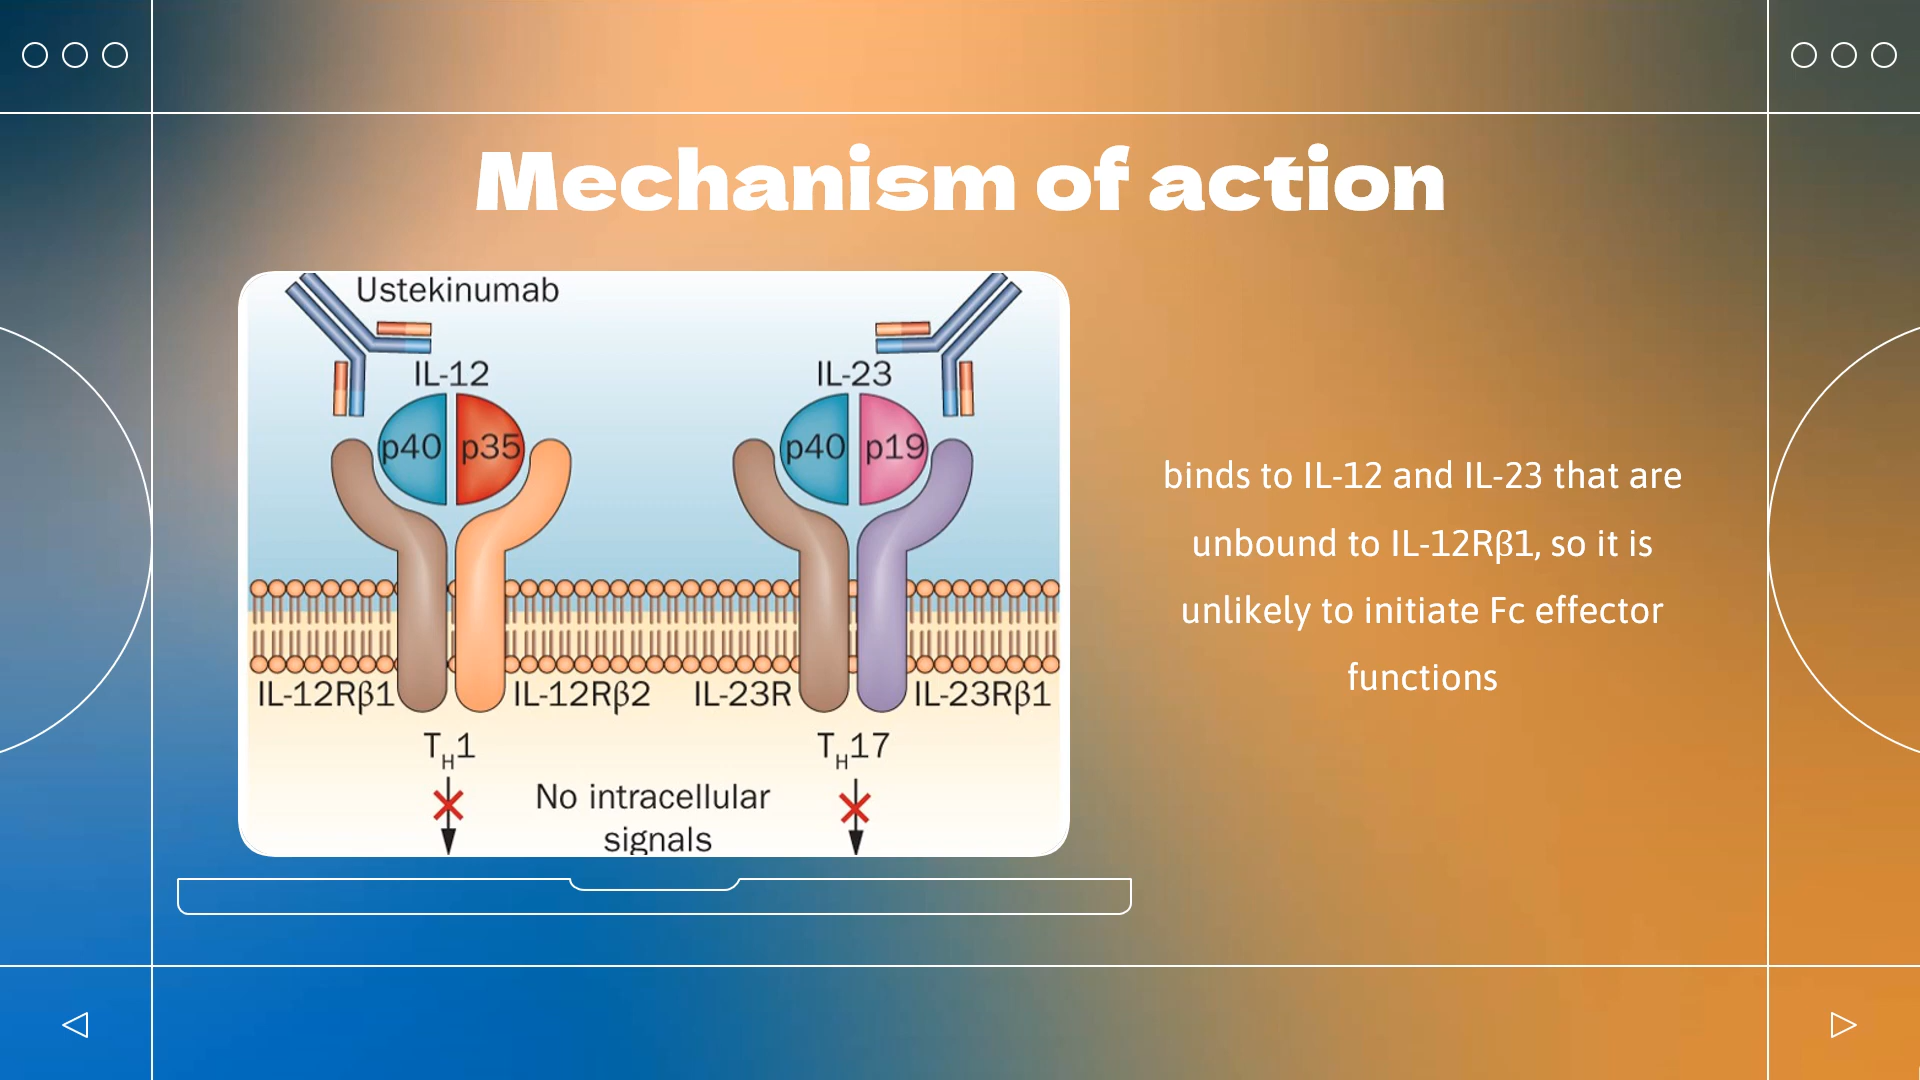 Mechanism of action
Ustekinumab
IL-12
IL-23
p40
p35
p40
p19
IL-12Rβ1
IL-12Rβ2
IL-23R
IL-23Rβ1
TH1
TH17
No intracellular
signals
binds to IL-12 and IL-23 that are
unbound to IL-12Rβ1, so it is
unlikely to initiate Fc effector
functions